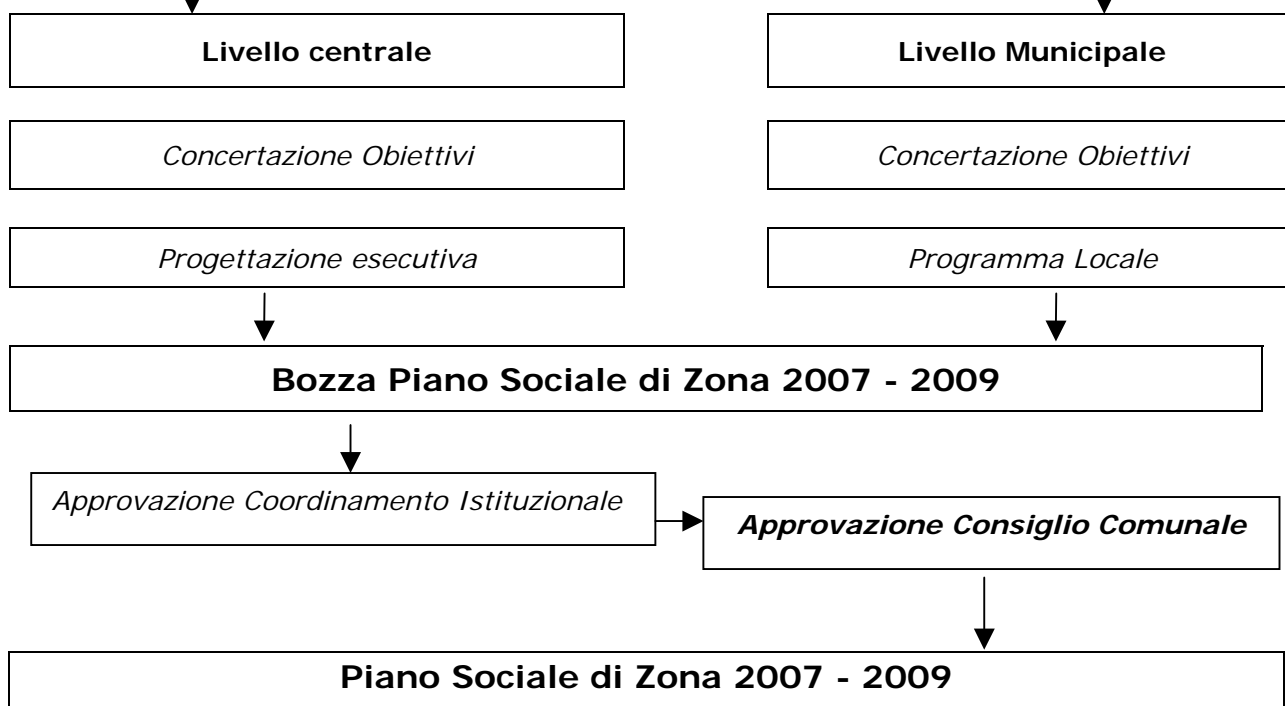 Livello centrale
Livello Municipale
Concertazione Obiettivi
Concertazione Obiettivi
Progettazione esecutiva
Programma Locale
Bozza Piano Sociale di Zona 2007 - 2009
Approvazione Coordinamento Istituzionale
Approvazione Consiglio Comunale
Piano Sociale di Zona 2007 - 2009